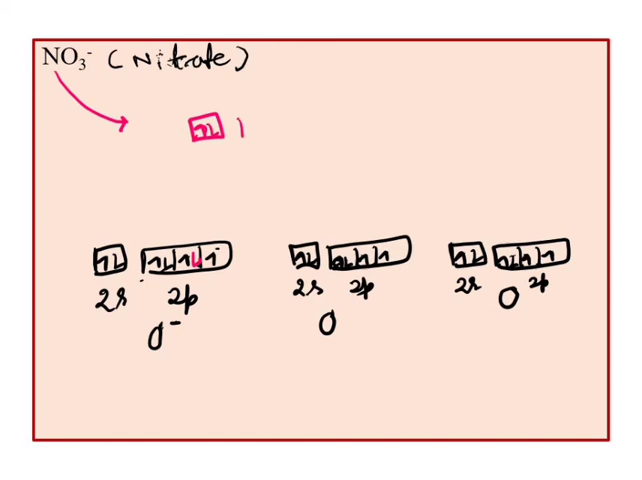 NO₃⁻ (Nitrate)
2s 2p 2s 2p 2s 2p
O⁻ O O